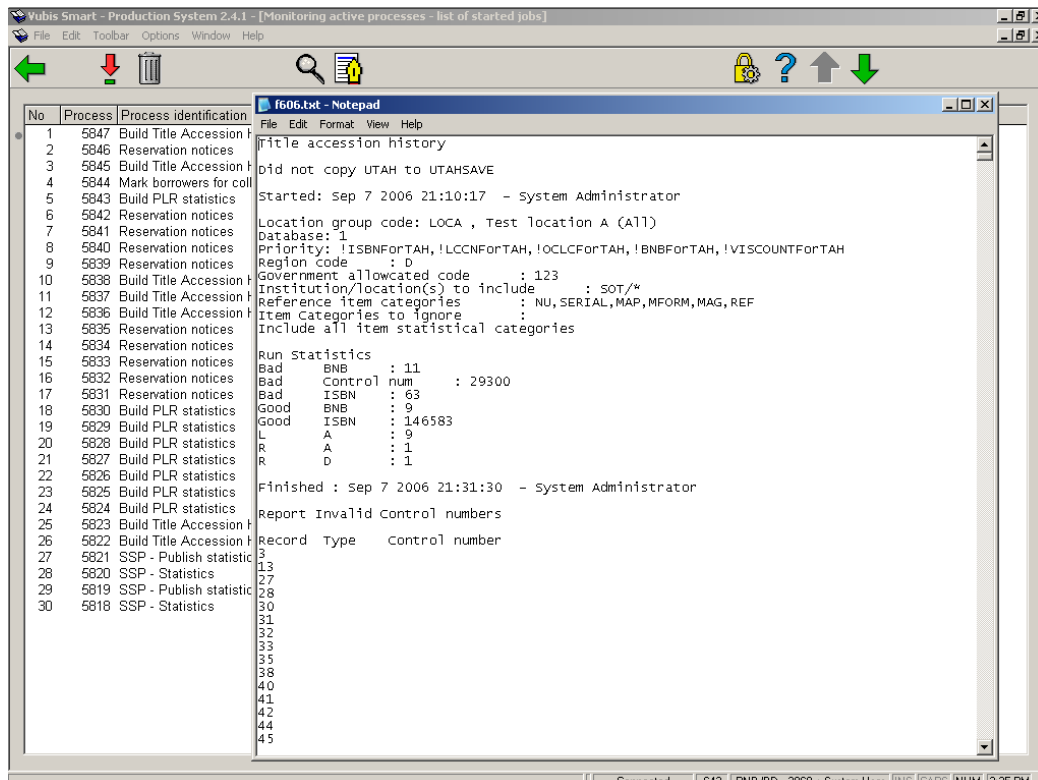 Vubis Smart - Production System 2.4.1 - [Monitoring active processes - list of started jobs]
File Edit Toolbar Options Window Help
No Process Process identification
1 5847 Build Title Accession H
2 5846 Reservation notices
3 5845 Build Title Accession H
4 5844 Mark borrowers for coll
5 5843 Build PLR statistics
6 5842 Reservation notices
7 5841 Reservation notices
8 5840 Reservation notices
9 5839 Reservation notices
10 5838 Build Title Accession H
11 5837 Build Title Accession H
12 5836 Build Title Accession H
13 5835 Reservation notices
14 5834 Reservation notices
15 5833 Reservation notices
16 5832 Reservation notices
17 5831 Reservation notices
18 5830 Build PLR statistics
19 5829 Build PLR statistics
20 5828 Build PLR statistics
21 5827 Build PLR statistics
22 5826 Build PLR statistics
23 5825 Build PLR statistics
24 5824 Build PLR statistics
25 5823 Build Title Accession H
26 5822 Build Title Accession H
27 5821 SSP - Publish statistic
28 5820 SSP - Statistics
29 5819 SSP - Publish statistic
30 5818 SSP - Statistics
f606.txt - Notepad
File Edit Format View Help
Title accession history
Did not copy UTAH to UTAHSAVE
Started: Sep 7 2006 21:10:17 - System Administrator
Location group code: LOCA , Test location A (All)
Database: 1
Priority: !ISBNForTAH,!LCCNForTAH,!OCLCForTAH,!BNBForTAH,!VISCOUNTForTAH
Region code : D
Government allowcated code : 123
Institution/location(s) to include : SOT/*
Reference item categories : NU,SERIAL,MAP,MFORM,MAG,REF
Item Categories to ignore :
Include all item statistical categories
Run Statistics
Bad BNB : 11
Bad Control num : 29300
Bad ISBN : 63
Good BNB : 9
Good ISBN : 146583
L A : 9
R A : 1
R D : 1
Finished : Sep 7 2006 21:31:30 - System Administrator
Report Invalid Control numbers
Record Type Control number
3
13
27
28
30
31
32
33
35
38
40
41
42
44
45